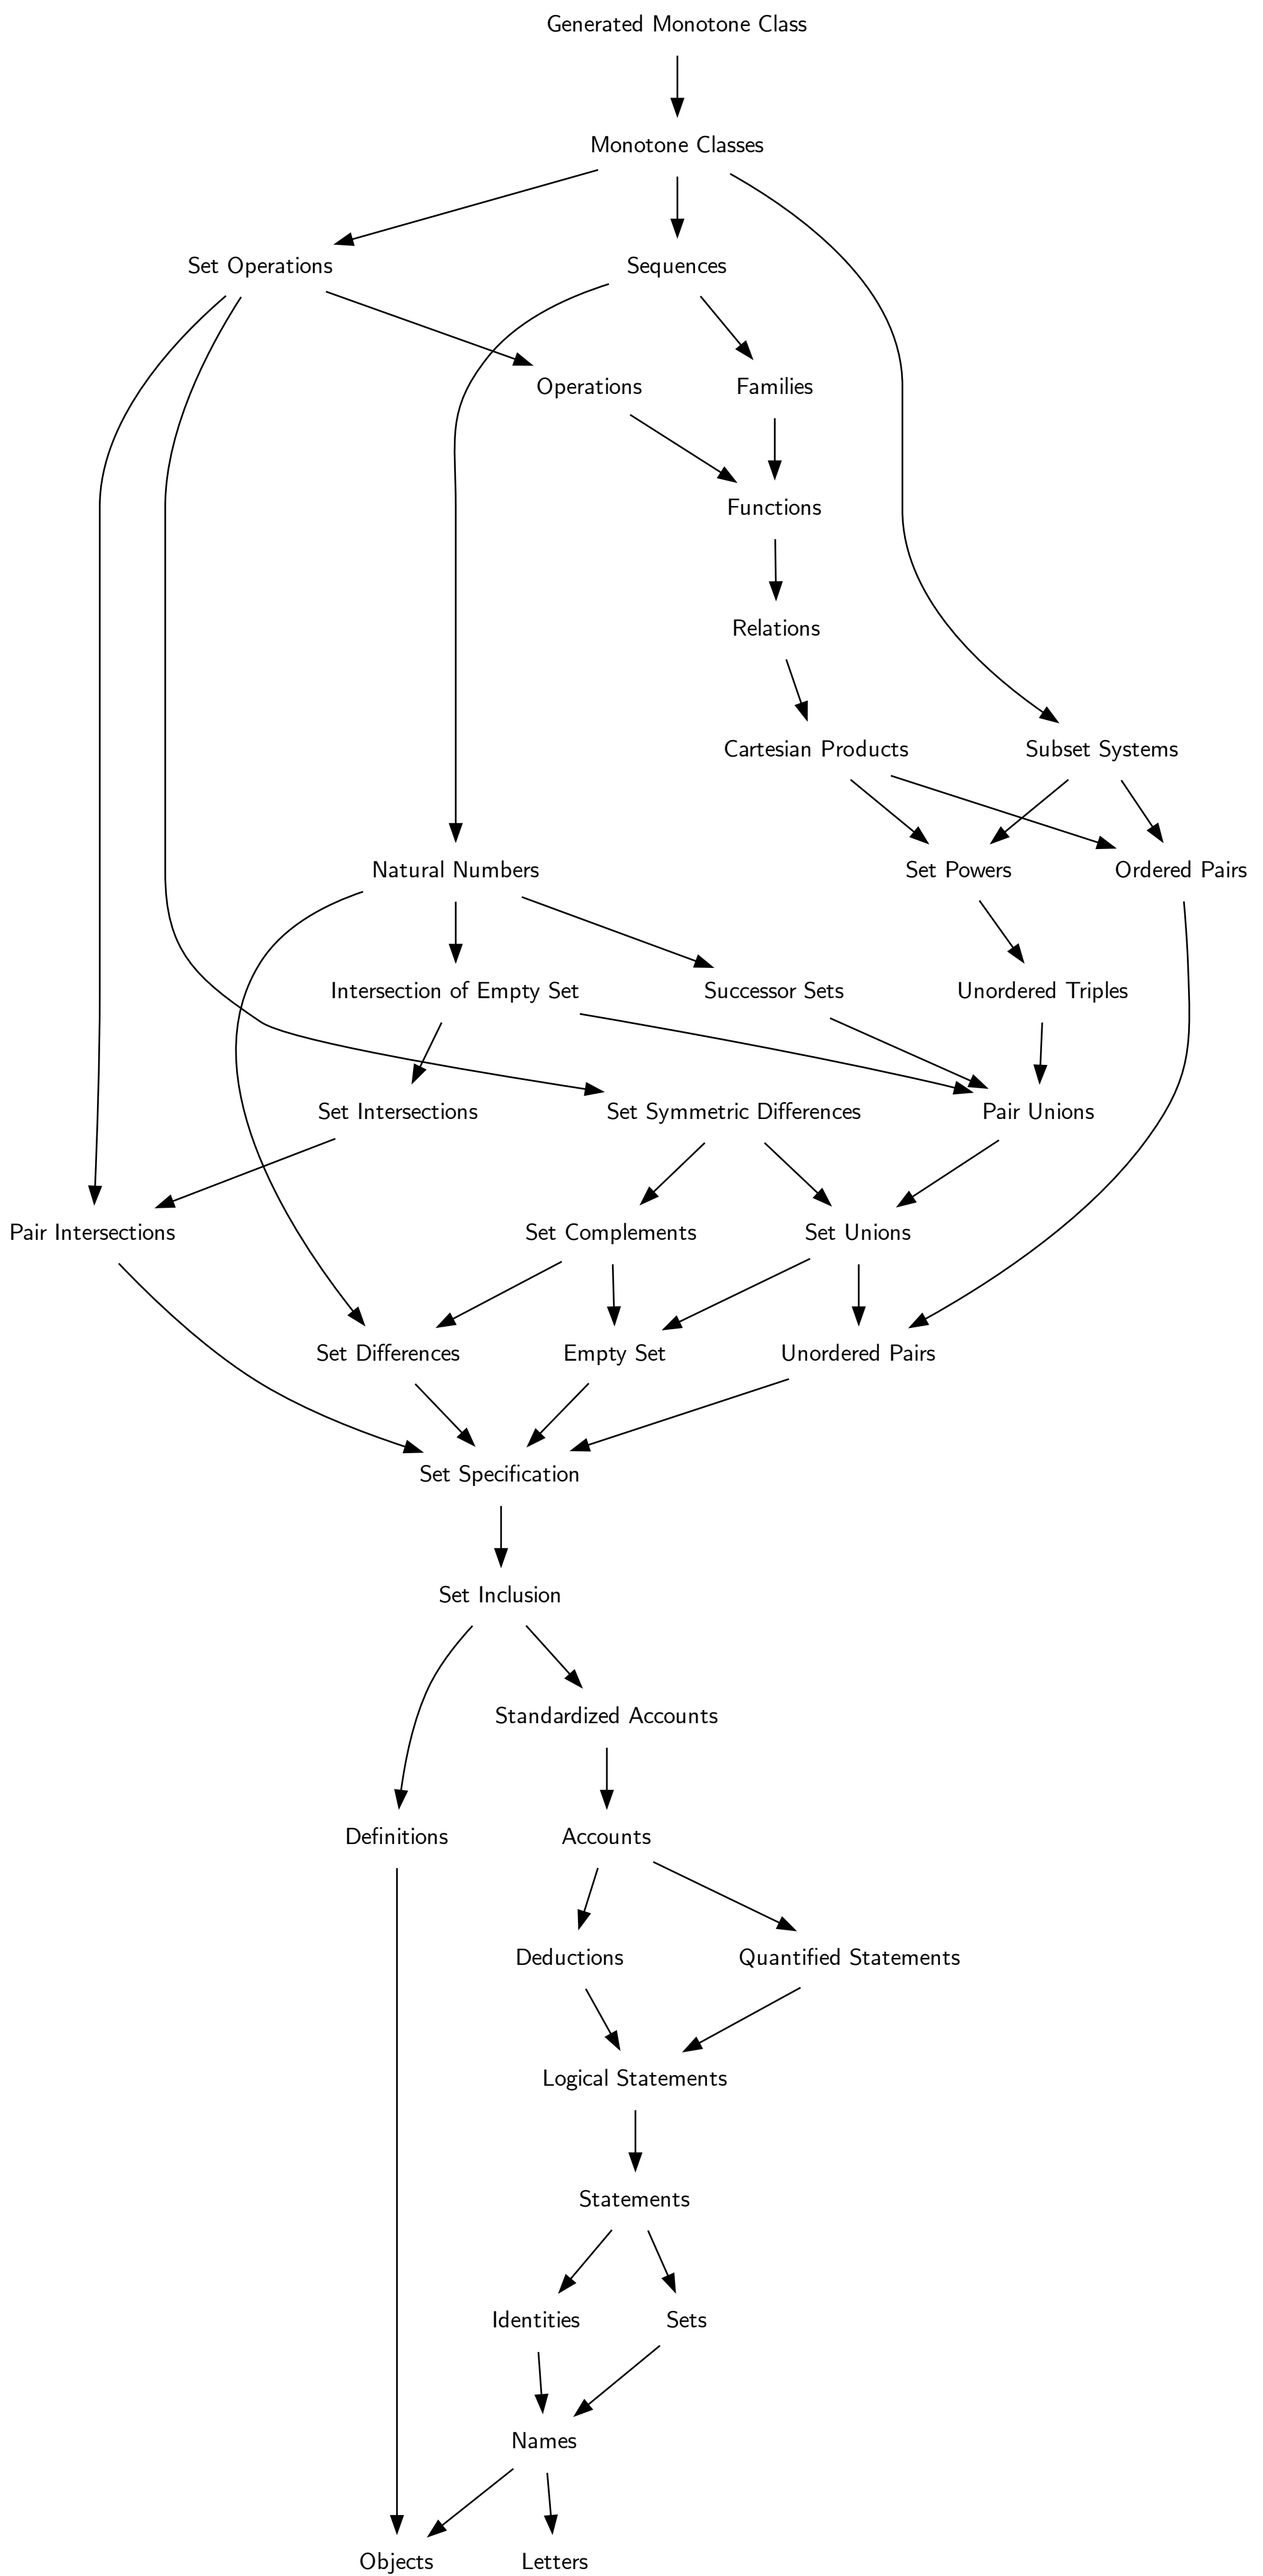 Generated Monotone Class
Monotone Classes
Set Operations
Sequences
Operations
Families
Functions
Relations
Cartesian Products
Subset Systems
Natural Numbers
Set Powers
Ordered Pairs
Intersection of Empty Set
Successor Sets
Unordered Triples
Set Intersections
Set Symmetric Differences
Pair Unions
Pair Intersections
Set Complements
Set Unions
Set Differences
Empty Set
Unordered Pairs
Set Specification
Set Inclusion
Standardized Accounts
Definitions
Accounts
Deductions
Quantified Statements
Logical Statements
Statements
Identities
Sets
Names
Objects
Letters